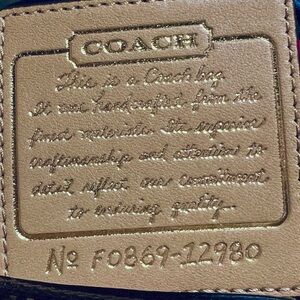 COACH
This is a Coach bag.
It was handcrafted from the
finest materials. Its superior
craftsmanship and attention to
detail reflect our commitment
to enduring quality...
No F0869-12980